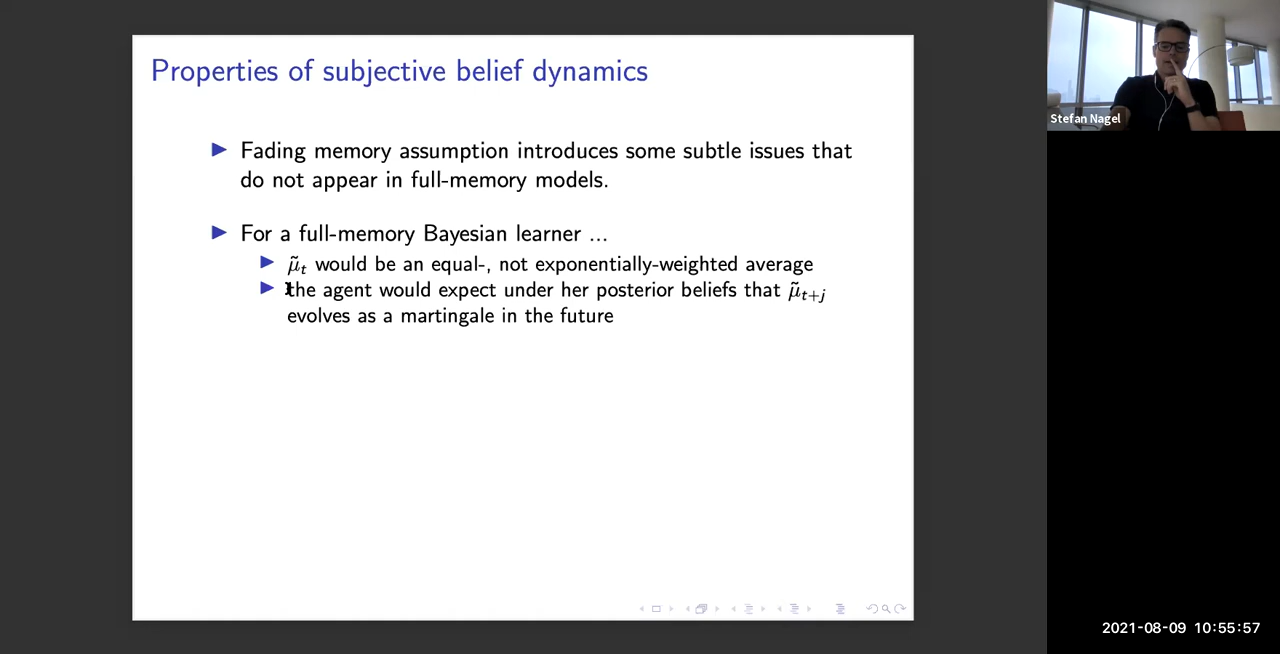 Properties of subjective belief dynamics
Fading memory assumption introduces some subtle issues that
do not appear in full-memory models.
For a full-memory Bayesian learner ...
μ̃t would be an equal-, not exponentially-weighted average
the agent would expect under her posterior beliefs that μ̃t+j
evolves as a martingale in the future
Stefan Nagel
2021-08-09 10:55:57